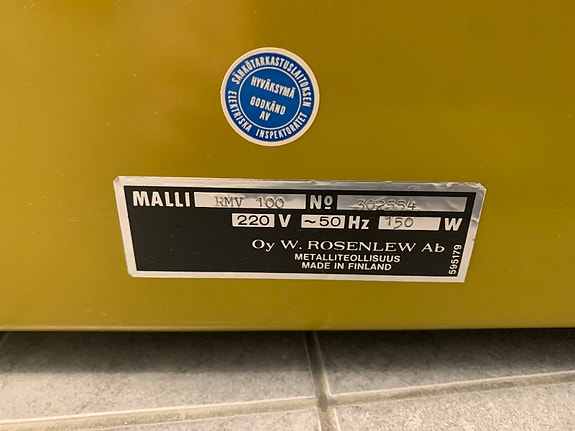 SÄHKÖTARKASTUSLAITOKSEN
HYVÄKSYMÄ
GODKÄND
AV
ELEKTRISKA INSPEKTORATET
MALLI RMV 100 Nº 302554
220 V ~50 Hz 150 W
Oy W. ROSENLEW Ab
METALLITEOLLISUUS
MADE IN FINLAND
595179